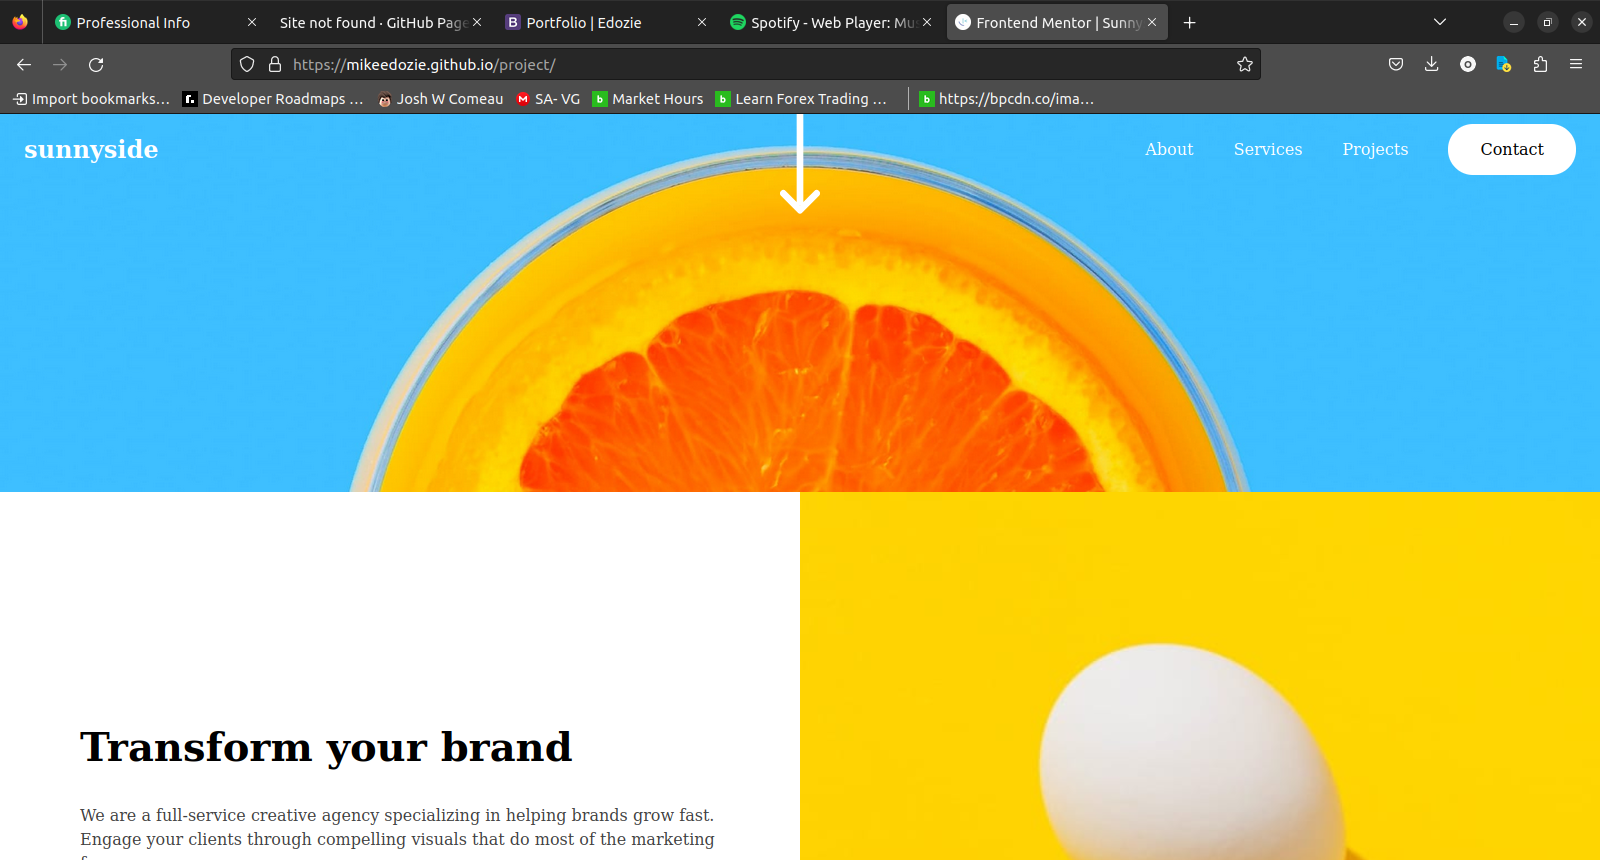 Professional Info
Site not found · GitHub Page
Portfolio | Edozie
Spotify - Web Player: Mu
Frontend Mentor | Sunny
https://mikeedozie.github.io/project/
Import bookmarks...
Developer Roadmaps ...
Josh W Comeau
SA- VG
Market Hours
Learn Forex Trading ...
https://bpcdn.co/ima...
sunnyside
About
Services
Projects
Contact
Transform your brand
We are a full-service creative agency specializing in helping brands grow fast.
Engage your clients through compelling visuals that do most of the marketing